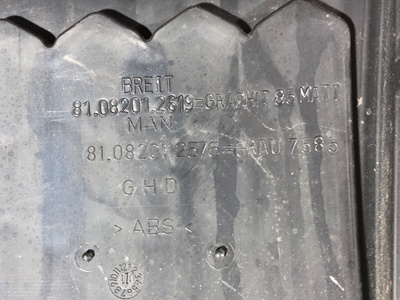 BREIT
81.08201.2619=GRAPHIT 85 MATT
MAN
81.08201.2575=GRAU 7585
GHD
>ABS<